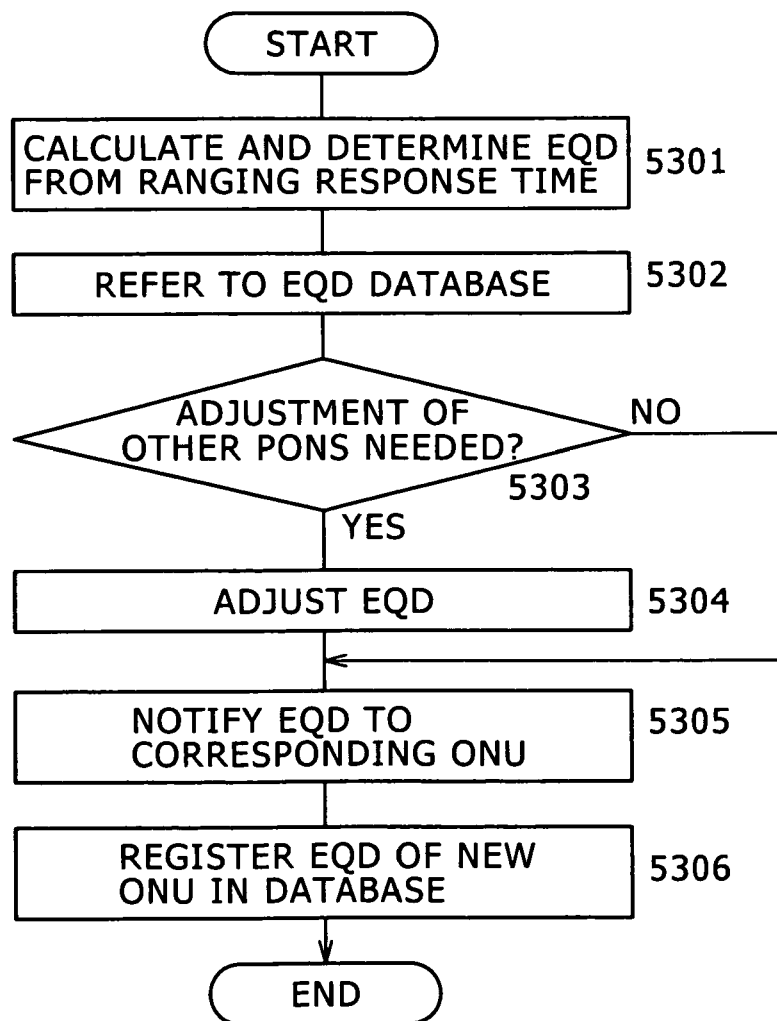 START
CALCULATE AND DETERMINE EQD
FROM RANGING RESPONSE TIME
5301
REFER TO EQD DATABASE
5302
ADJUSTMENT OF
OTHER PONS NEEDED?
5303
NO
YES
ADJUST EQD
5304
NOTIFY EQD TO
CORRESPONDING ONU
5305
REGISTER EQD OF NEW
ONU IN DATABASE
5306
END